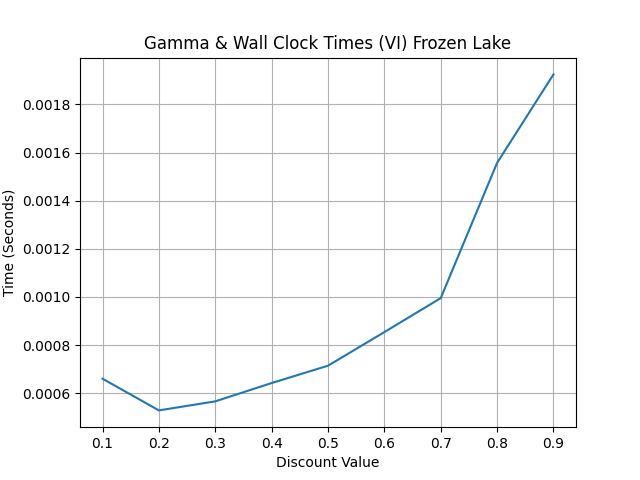 Gamma & Wall Clock Times (VI) Frozen Lake
Time (Seconds)
0.0018
0.0016
0.0014
0.0012
0.0010
0.0008
0.0006
0.1 0.2 0.3 0.4 0.5 0.6 0.7 0.8 0.9
Discount Value